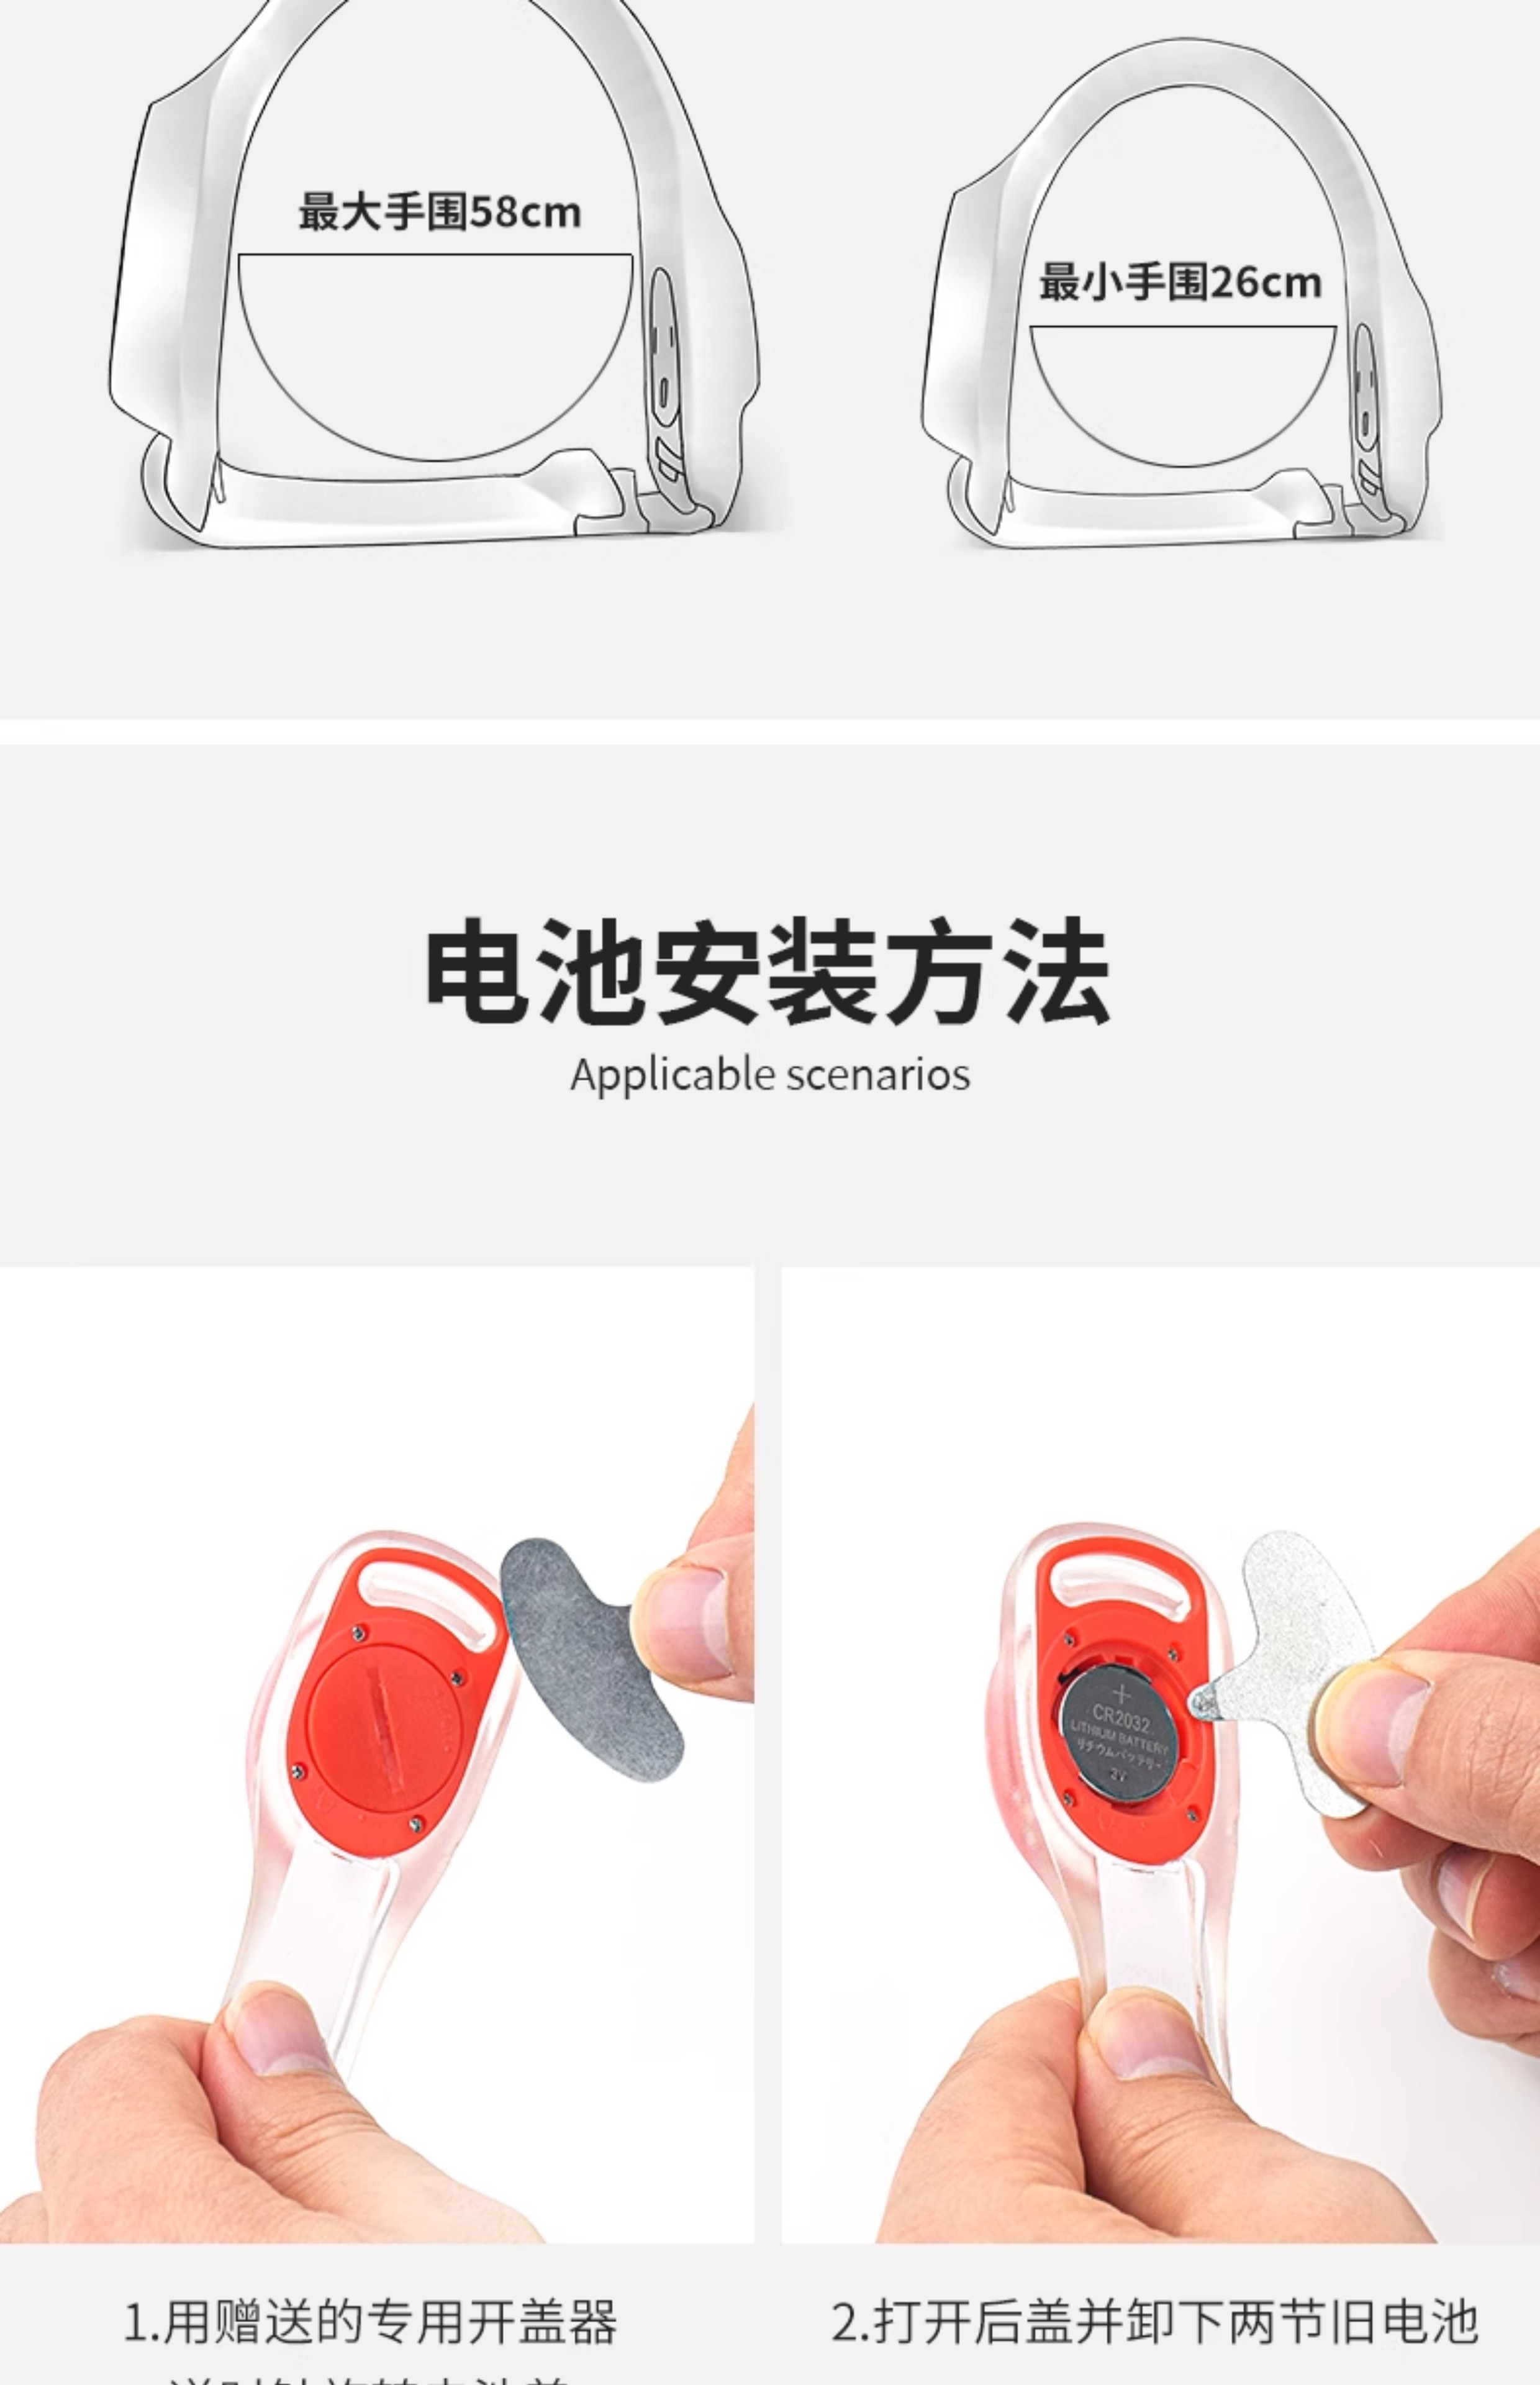 最大手围58cm
最小手围26cm
电池安装方法
Applicable scenarios
+
CR2032
LITHIUM BATTERY
リチウムバッテリー
3V
1.用赠送的专用开盖器
2.打开后盖并卸下两节旧电池